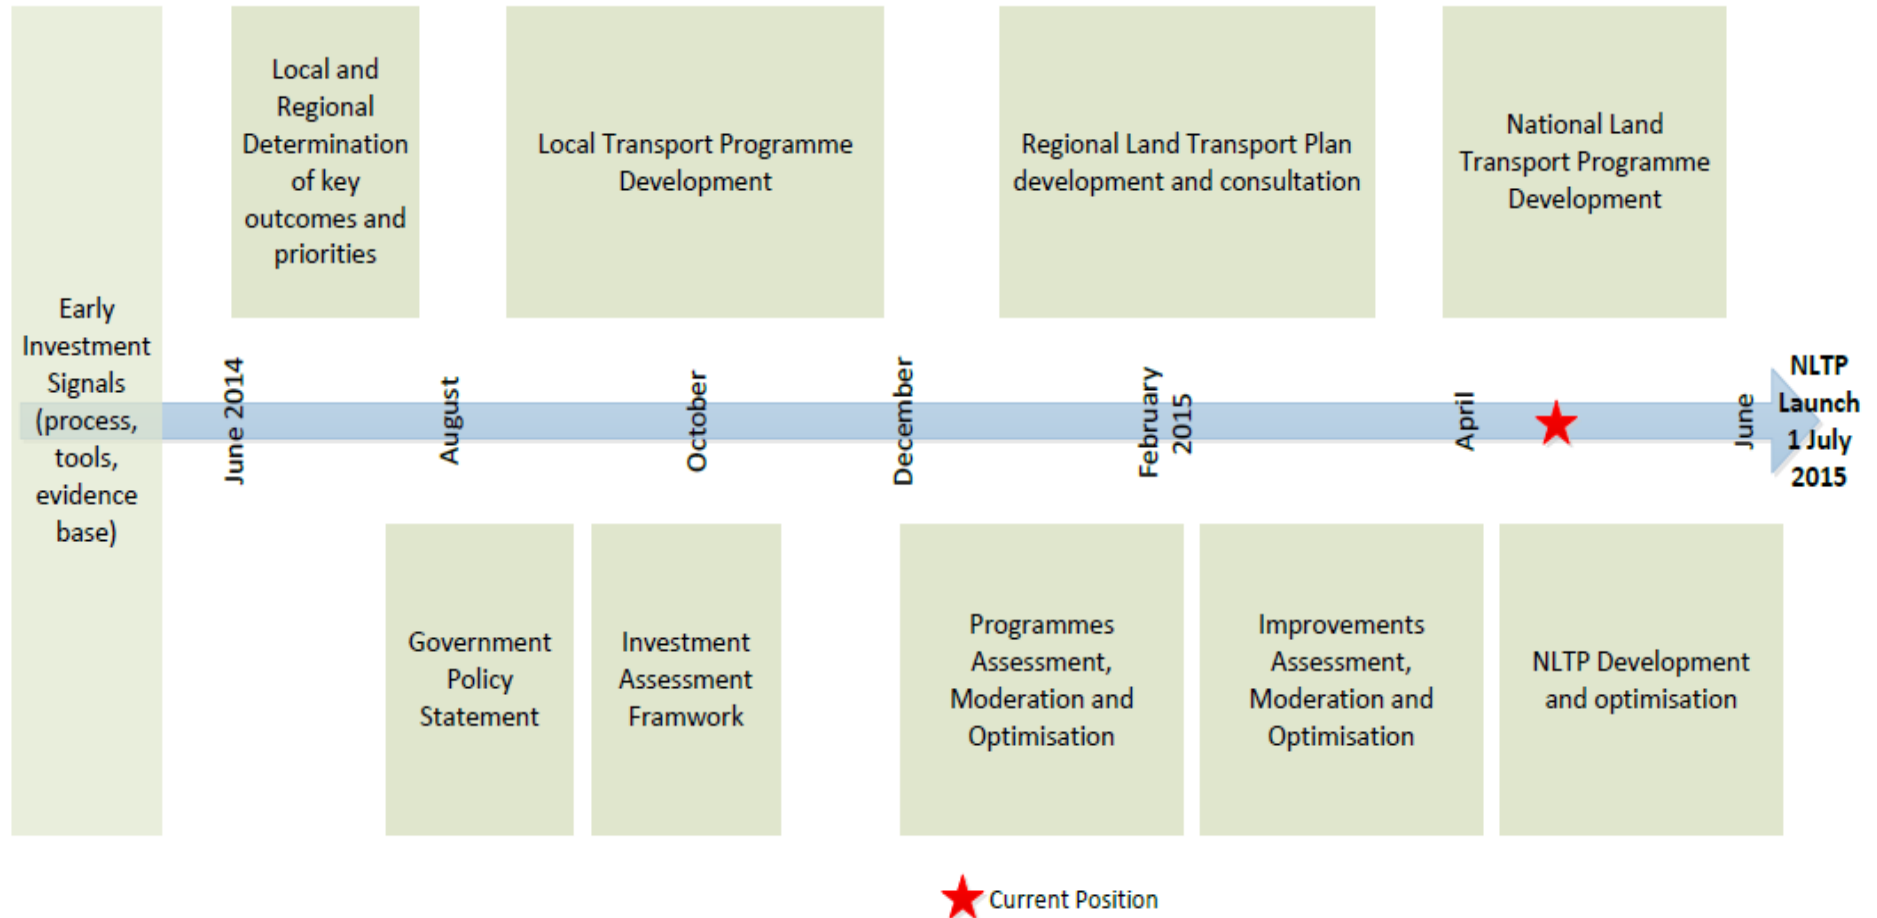 Local and
Regional
Determination
of key
outcomes and
priorities
Local Transport Programme
Development
Regional Land Transport Plan
development and consultation
National Land
Transport Programme
Development
Early
Investment
Signals
(process,
tools,
evidence
base)
June 2014
August
October
December
February
2015
April
June
NLTP
Launch
1 July
2015
Government
Policy
Statement
Investment
Assessment
Framwork
Programmes
Assessment,
Moderation and
Optimisation
Improvements
Assessment,
Moderation and
Optimisation
NLTP Development
and optimisation
Current Position